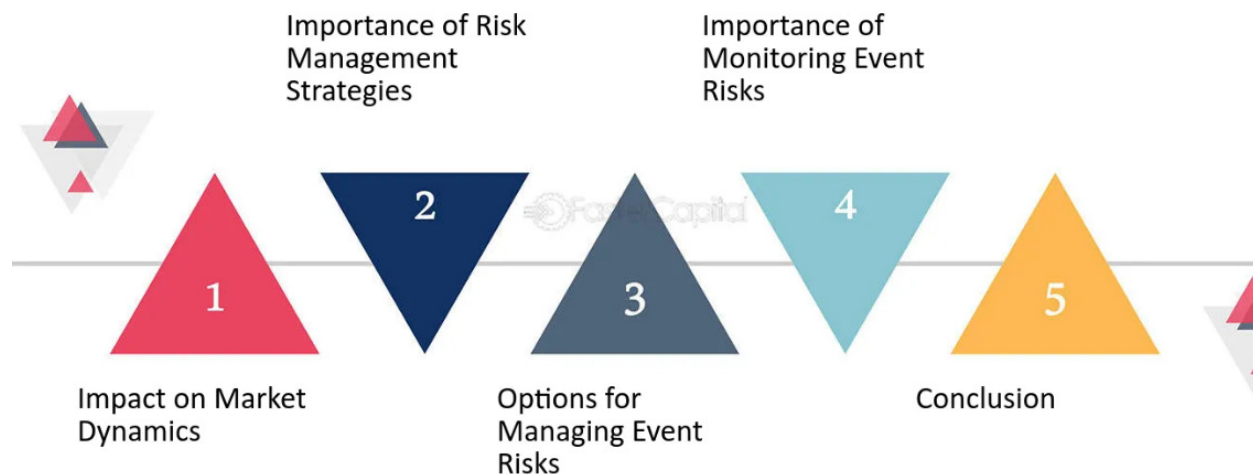 Importance of Risk
Management
Strategies
Importance of
Monitoring Event
Risks
1
2
FasterCapital
3
4
5
Impact on Market
Dynamics
Options for
Managing Event
Risks
Conclusion